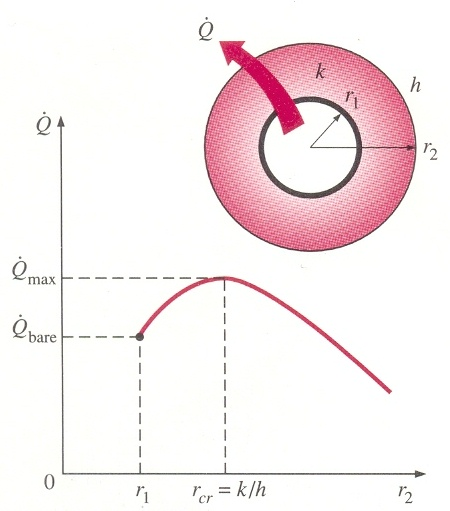 Q̇
k
h
r₁
r₂
Q̇
Q̇max
Q̇bare
0
r₁
rcr = k/h
r₂